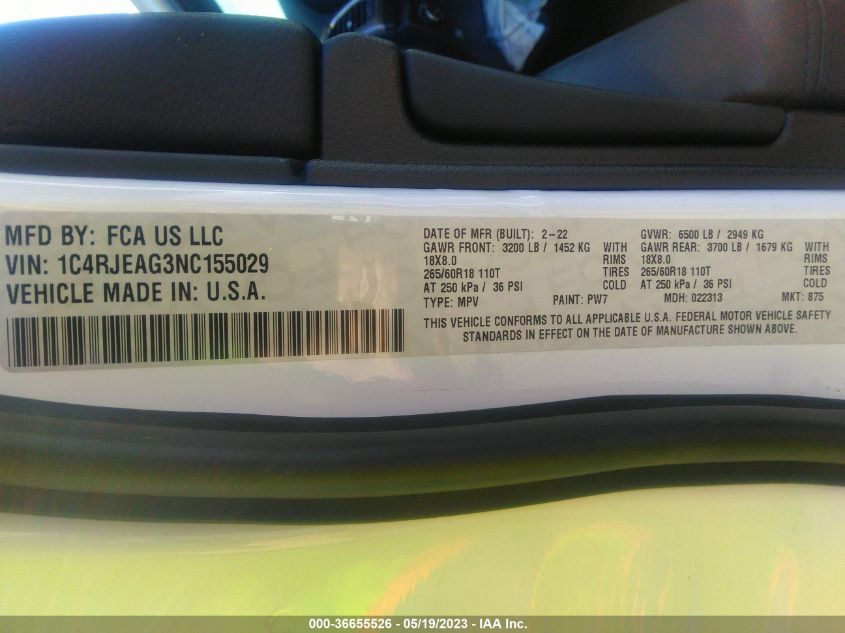 MFD BY: FCA US LLC
VIN: 1C4RJEAG3NC155029
VEHICLE MADE IN: U.S.A.
DATE OF MFR (BUILT): 2-22 GVWR: 6500 LB / 2949 KG
GAWR FRONT: 3200 LB / 1452 KG WITH GAWR REAR: 3700 LB / 1679 KG WITH
18X8.0 RIMS 18X8.0 RIMS
265/60R18 110T TIRES 265/60R18 110T TIRES
AT 250 kPa / 36 PSI COLD AT 250 kPa / 36 PSI COLD
TYPE: MPV PAINT: PW7 MDH: 022313 MKT: 875
THIS VEHICLE CONFORMS TO ALL APPLICABLE U.S.A. FEDERAL MOTOR VEHICLE SAFETY
STANDARDS IN EFFECT ON THE DATE OF MANUFACTURE SHOWN ABOVE.
000-36655526 - 05/19/2023 - IAA Inc.